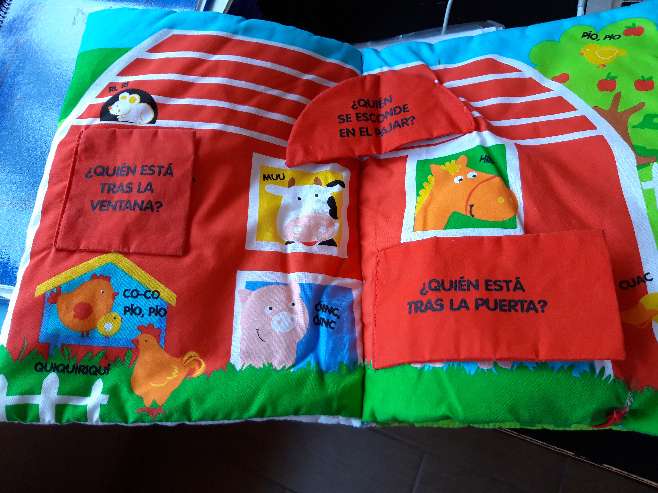 PÍO, PÍO
¿QUIÉN
SE ESCONDE
EN EL PAJAR?
¿QUIÉN ESTÁ
TRAS LA
VENTANA?
MUU
CO-CO
PÍO, PÍO
OINC,
OINC
¿QUIÉN ESTÁ
TRAS LA PUERTA?
CUAC
QUIQUIRIQUÍ